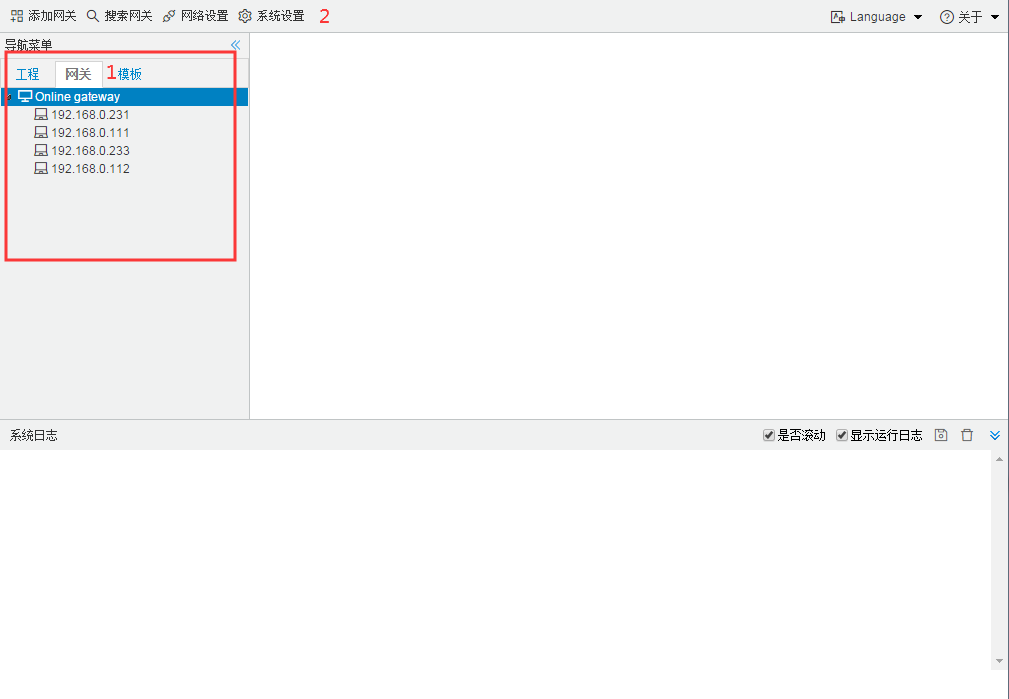 添加网关 搜索网关 网络设置 系统设置 2 Language 关于
导航菜单
工程 网关 1 模板
Online gateway
192.168.0.231
192.168.0.111
192.168.0.233
192.168.0.112
系统日志 是否滚动 显示运行日志